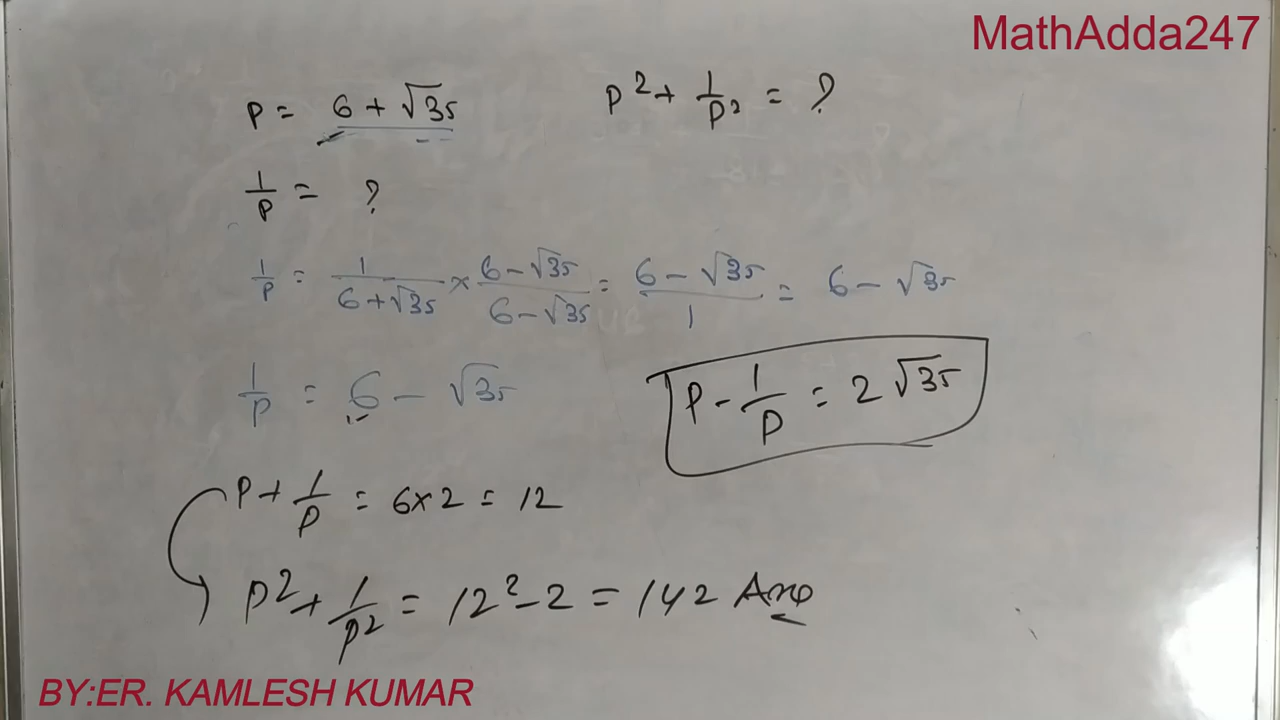 MathAdda247
P = 6 + √35 P² + 1/P² = ?
1/P = ?
1/P = 1/(6+√35) × (6-√35)/(6-√35) = (6-√35)/1 = 6-√35
1/P = 6 - √35
P - 1/P = 2√35
P + 1/P = 6×2 = 12
P² + 1/P² = 12² - 2 = 142 Ans
BY:ER. KAMLESH KUMAR